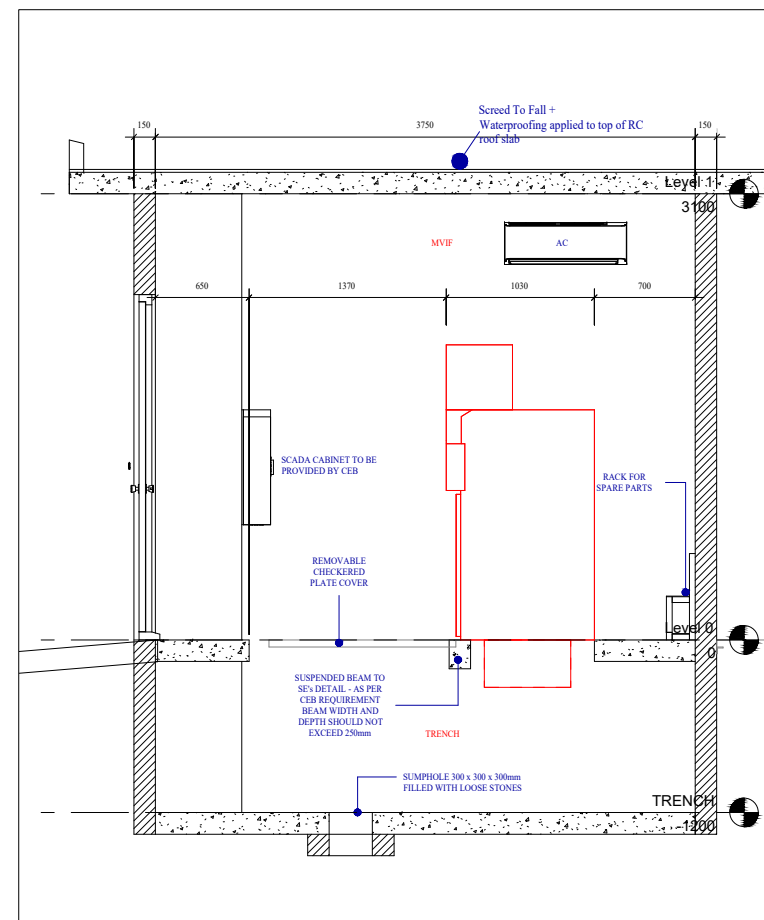 Screed To Fall +
Waterproofing applied to top of RC
roof slab
150
3750
150
Level 1
3100
MVIF
AC
650
1370
1030
700
SCADA CABINET TO BE
PROVIDED BY CEB
RACK FOR
SPARE PARTS
REMOVABLE
CHECKERED
PLATE COVER
Level 0
0
SUSPENDED BEAM TO
SE's DETAIL - AS PER
CEB REQUIREMENT
BEAM WIDTH AND
DEPTH SHOULD NOT
EXCEED 250mm
TRENCH
SUMPHOLE 300 x 300 x 300mm
FILLED WITH LOOSE STONES
TRENCH
-1200